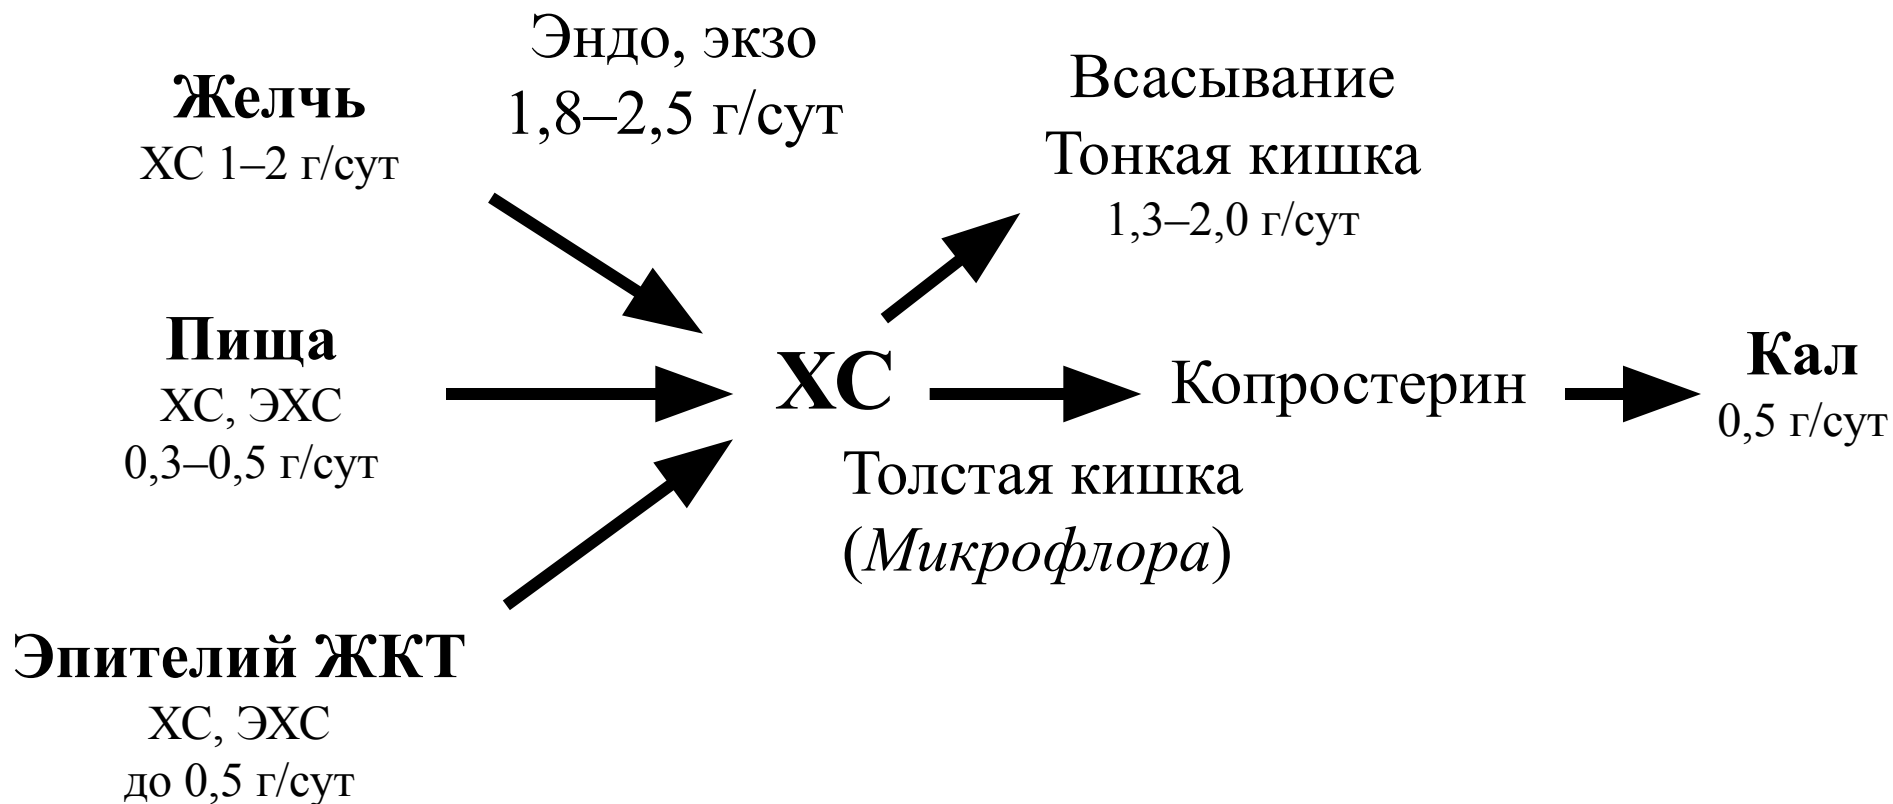 Желчь
ХС 1–2 г/сут
Эндо, экзо
1,8–2,5 г/сут
Всасывание
Тонкая кишка
1,3–2,0 г/сут
Пища
ХС, ЭХС
0,3–0,5 г/сут
ХС
Копростерин
Кал
0,5 г/сут
Толстая кишка
(Микрофлора)
Эпителий ЖКТ
ХС, ЭХС
до 0,5 г/сут